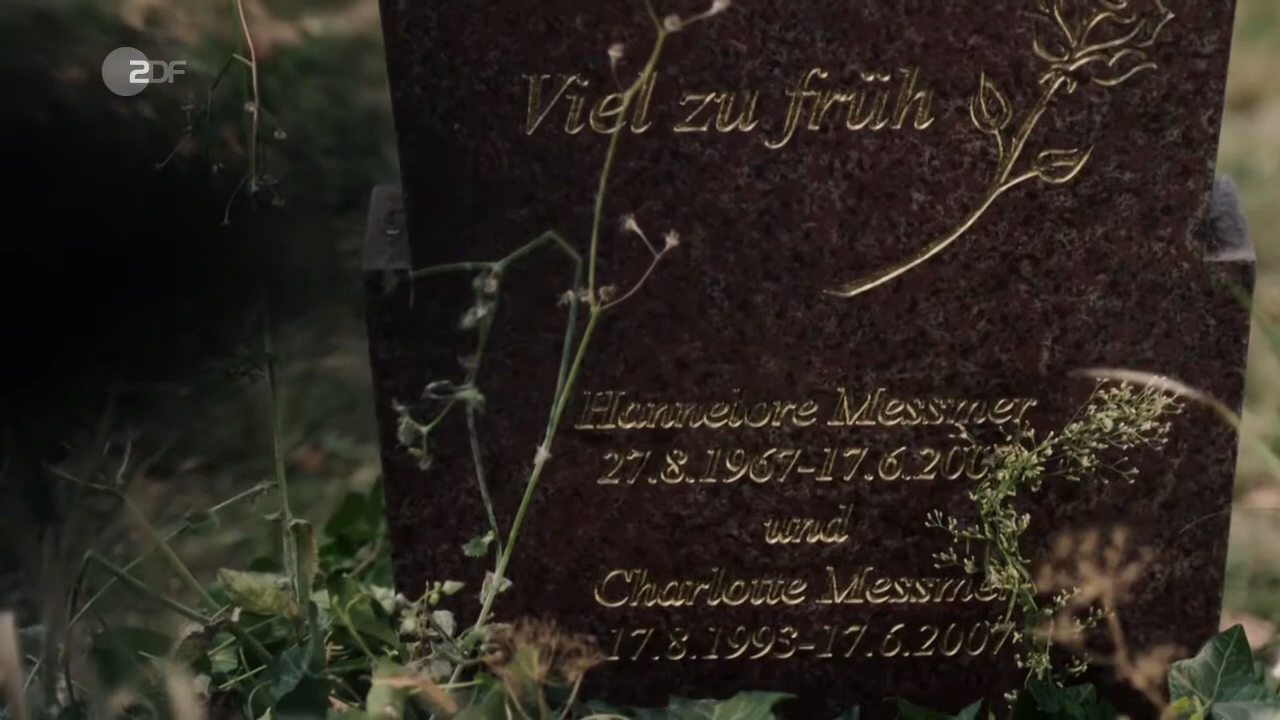 ZDF
Viel zu früh
Hannelore Messmer
27.8.1967-17.6.2007
und
Charlotte Messmer
17.8.1993-17.6.2007